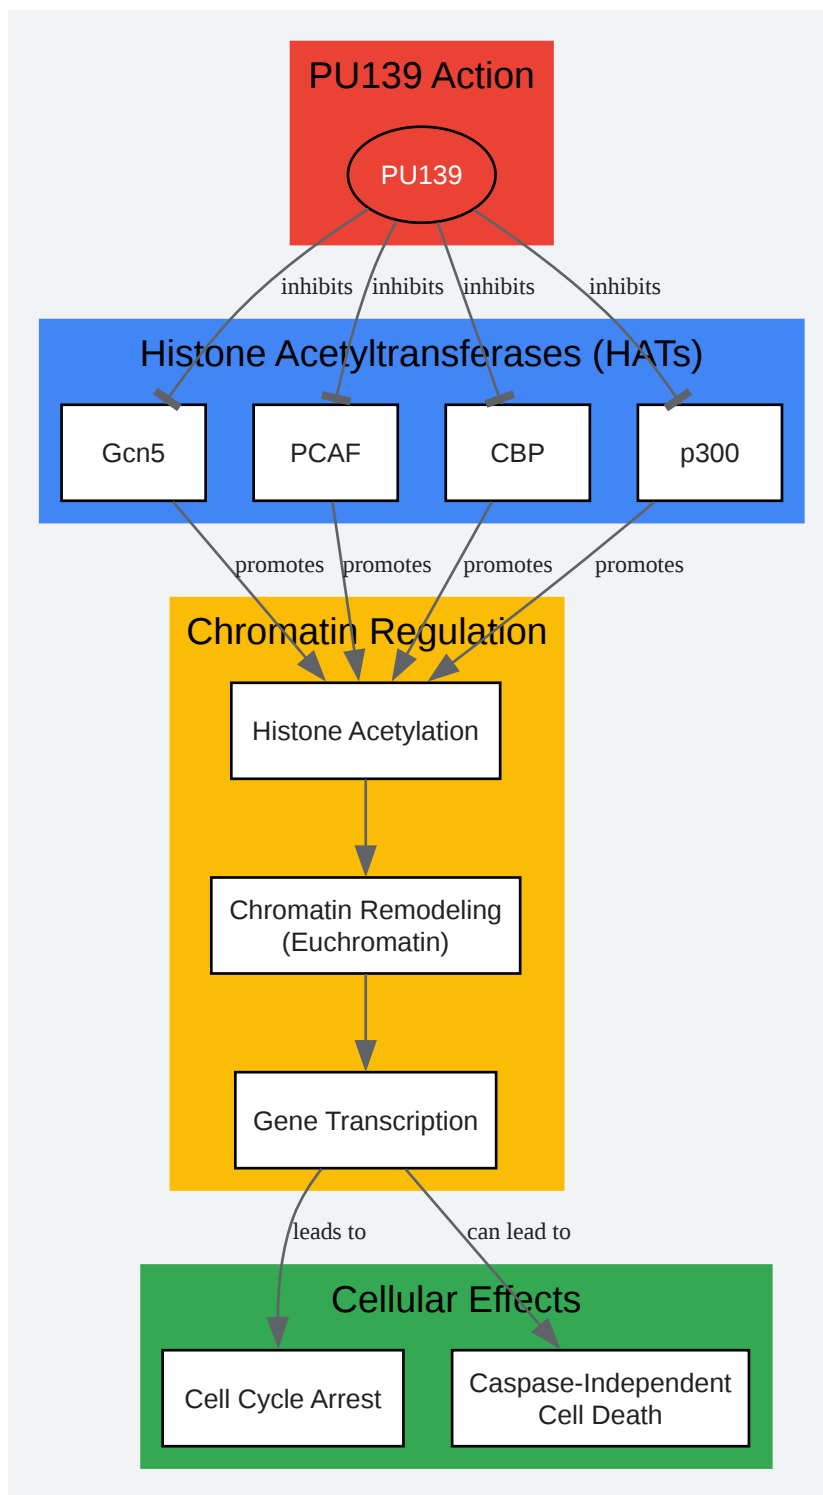 PU139 Action
PU139
inhibits
inhibits
inhibits
inhibits
Histone Acetyltransferases (HATs)
Gcn5
PCAF
CBP
p300
promotes
promotes
promotes
promotes
Chromatin Regulation
Histone Acetylation
Chromatin Remodeling
(Euchromatin)
Gene Transcription
leads to
can lead to
Cellular Effects
Cell Cycle Arrest
Caspase-Independent
Cell Death